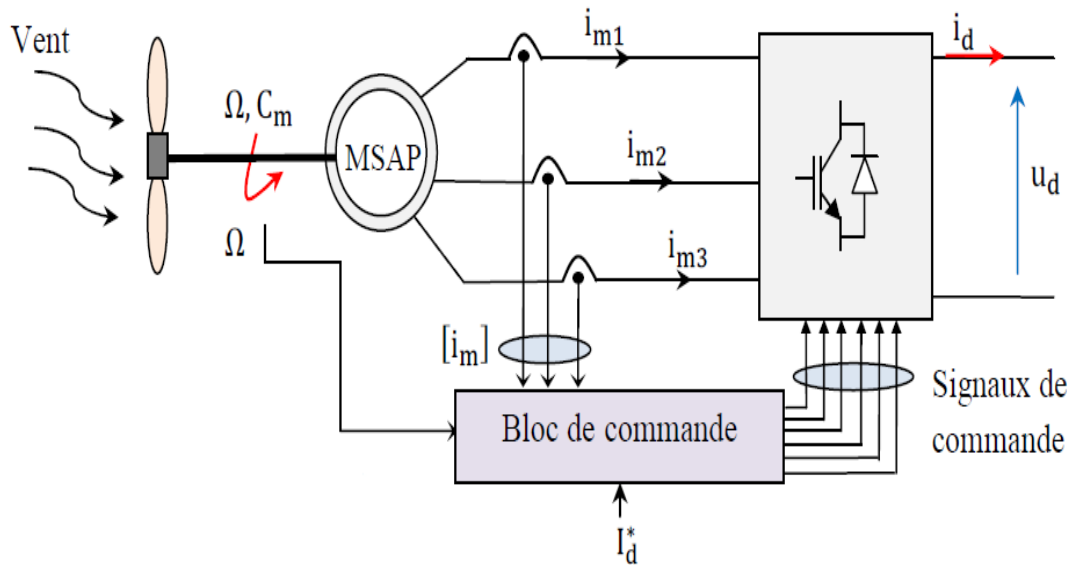 Vent
Ω, Cm
MSAP
im1
im2
im3
id
ud
Ω
[im]
Bloc de commande
Signaux de
commande
I*d